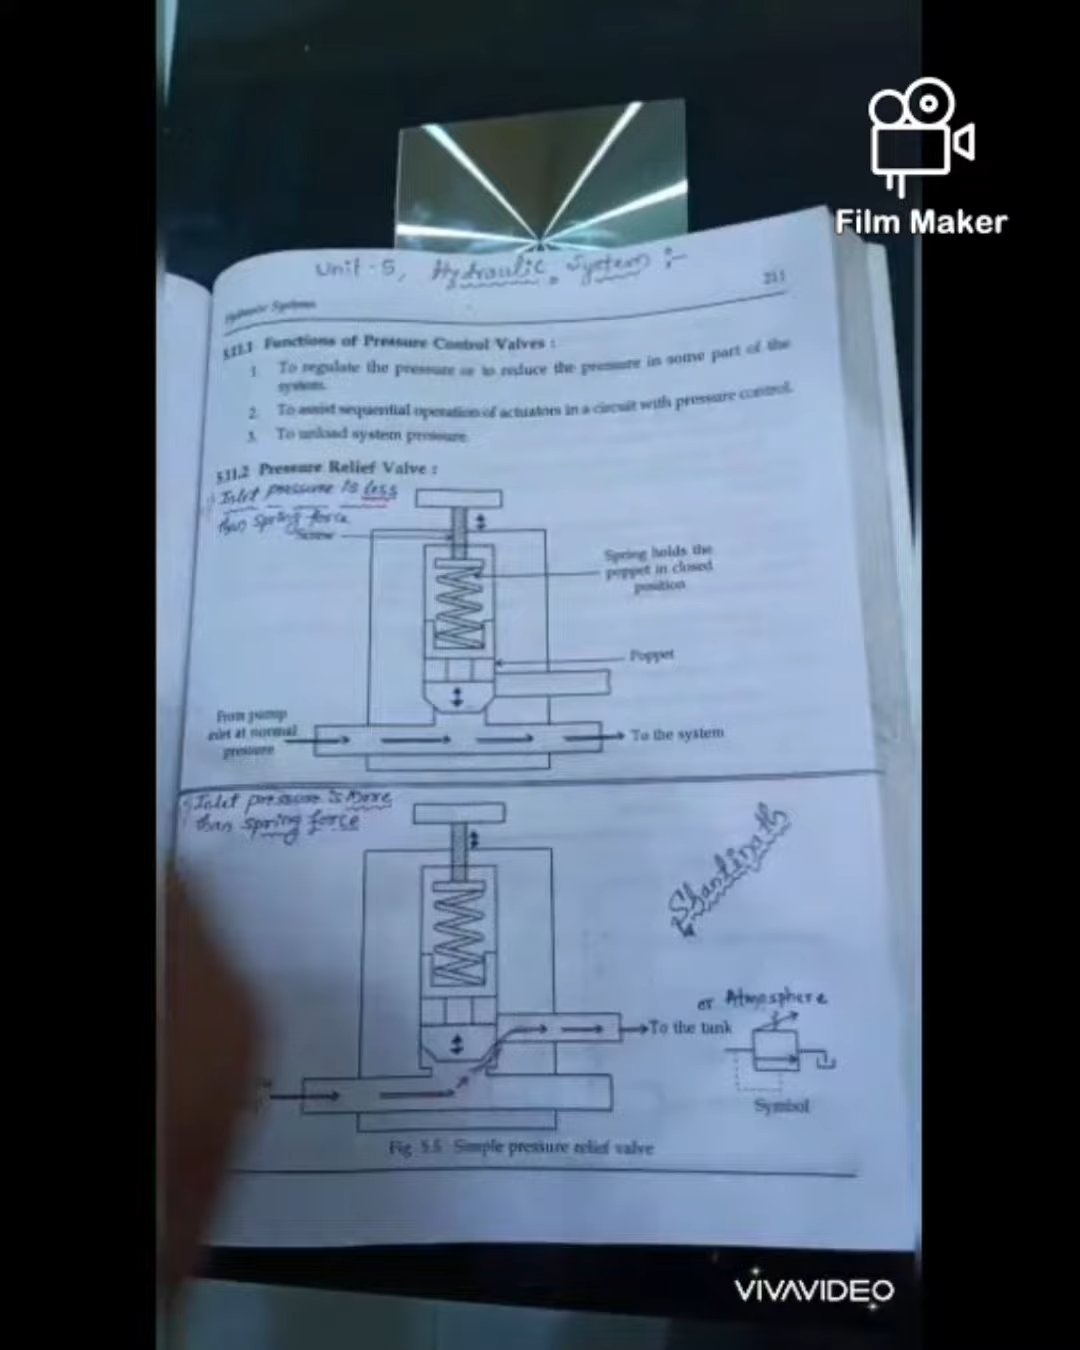 Film Maker
Unit-5, Hydraulic System :-
Hydraulic Systems
211
5.11.1 Functions of Pressure Control Valves :
1. To regulate the pressure or to reduce the pressure in some part of the
system.
2. To assist sequential operation of actuators in a circuit with pressure control.
3. To unload system pressure
5.11.2 Pressure Relief Valve :
Inlet pressure is less
than spring force
Screw
Spring holds the
poppet in closed
position
Poppet
From pump
inlet at normal
pressure
To the system
Inlet pressure is More
than spring force
Shantinath
or Atmosphere
To the tank
Symbol
Fig 5.5 Simple pressure relief valve
VIVAVIDEO